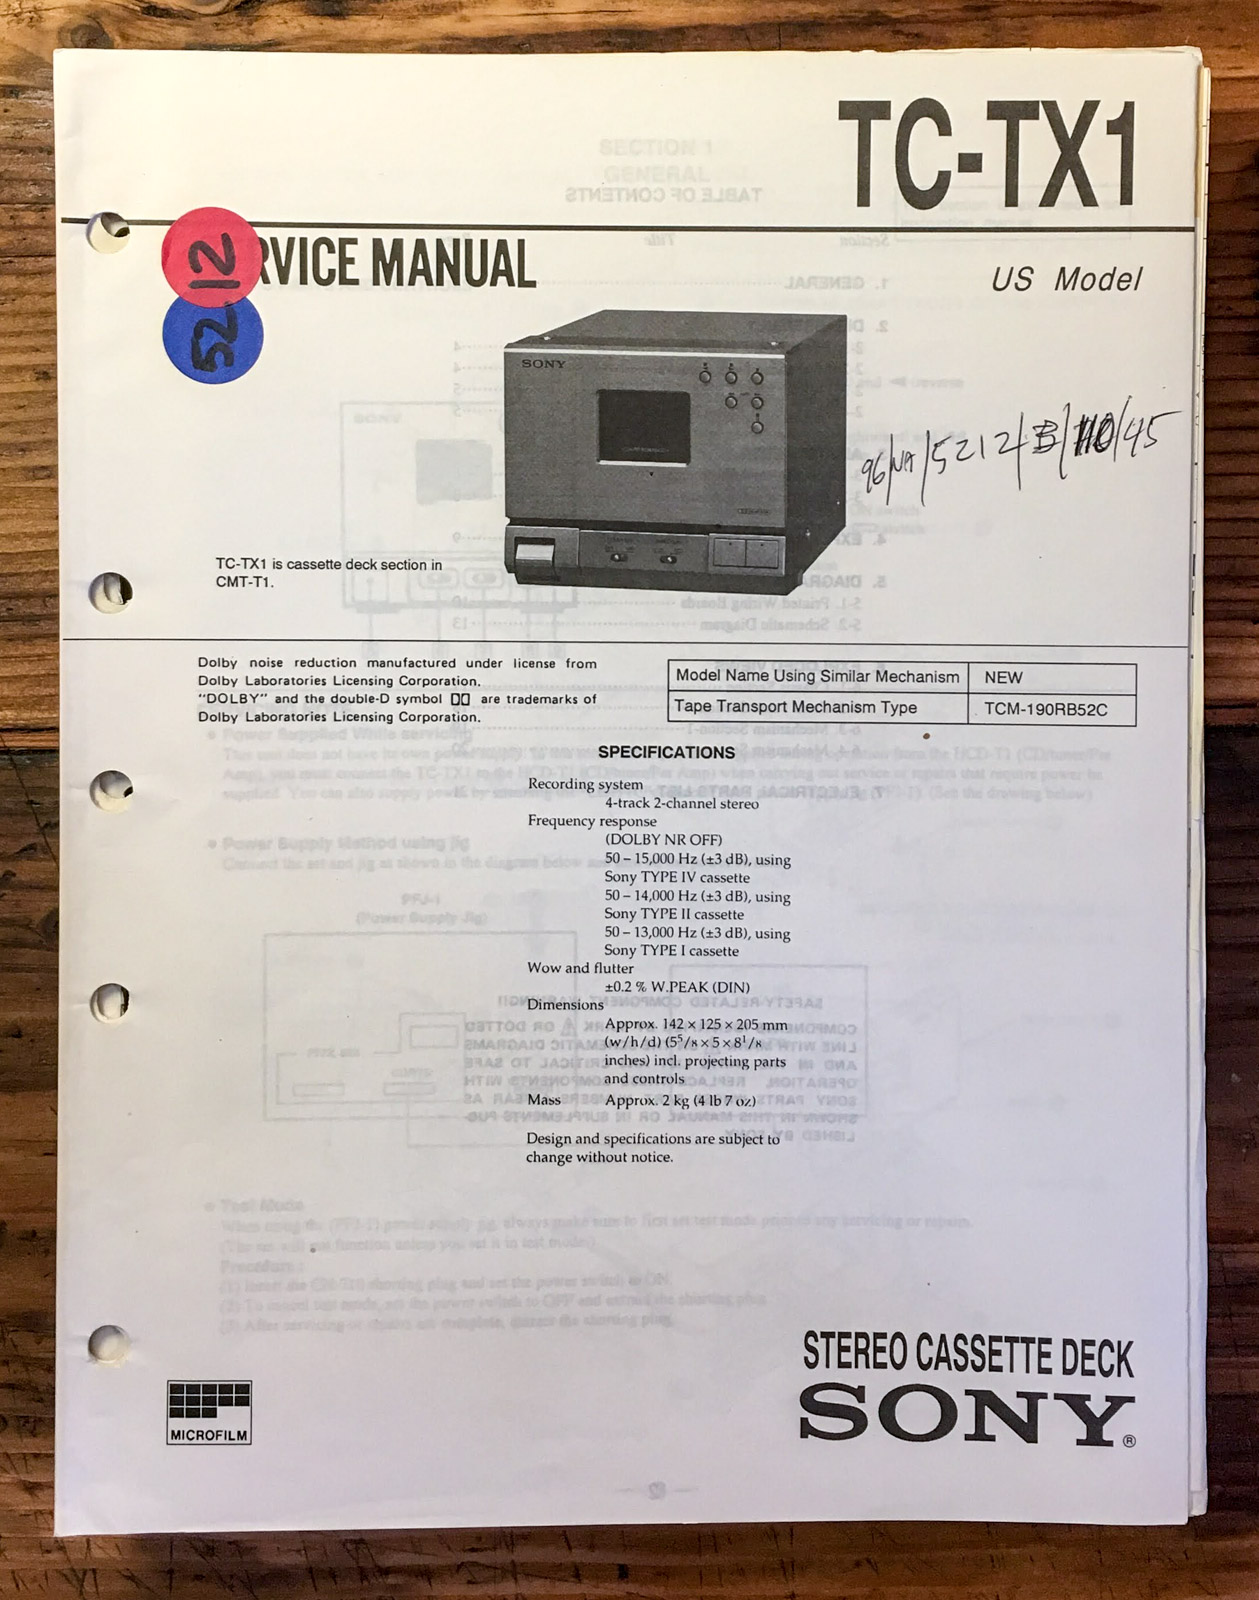 TC-TX1
RVICE MANUAL
US Model
12
52
SONY
96/NA/5212/B/110/45
TC-TX1 is cassette deck section in
CMT-T1.
Dolby noise reduction manufactured under license from
Dolby Laboratories Licensing Corporation.
"DOLBY" and the double-D symbol are trademarks of
Dolby Laboratories Licensing Corporation.
Model Name Using Similar Mechanism NEW
Tape Transport Mechanism Type TCM-190RB52C
SPECIFICATIONS
Recording system
4-track 2-channel stereo
Frequency response
(DOLBY NR OFF)
50 – 15,000 Hz (±3 dB), using
Sony TYPE IV cassette
50 – 14,000 Hz (±3 dB), using
Sony TYPE II cassette
50 – 13,000 Hz (±3 dB), using
Sony TYPE I cassette
Wow and flutter
±0.2 % W.PEAK (DIN)
Dimensions
Approx. 142 × 125 × 205 mm
(w/h/d) (5 5/8 × 5 × 8 1/8
inches) incl. projecting parts
and controls
Mass Approx. 2 kg (4 lb 7 oz)
Design and specifications are subject to
change without notice.
MICROFILM
STEREO CASSETTE DECK
SONY®